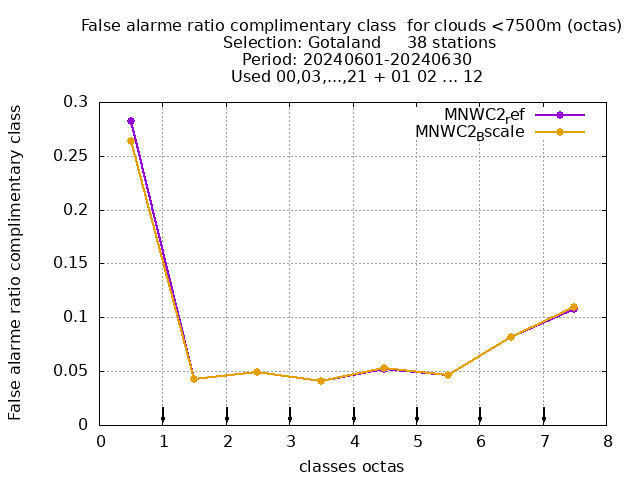 False alarme ratio complimentary class  for clouds <7500m (octas)
Selection: Gotaland     38 stations
Period: 20240601-20240630
Used 00,03,...,21 + 01 02 ... 12
False alarme ratio complimentary class
0.3
0.25
0.2
0.15
0.1
0.05
0
MNWC2ref
MNWC2Bscale
0 1 2 3 4 5 6 7 8
classes octas